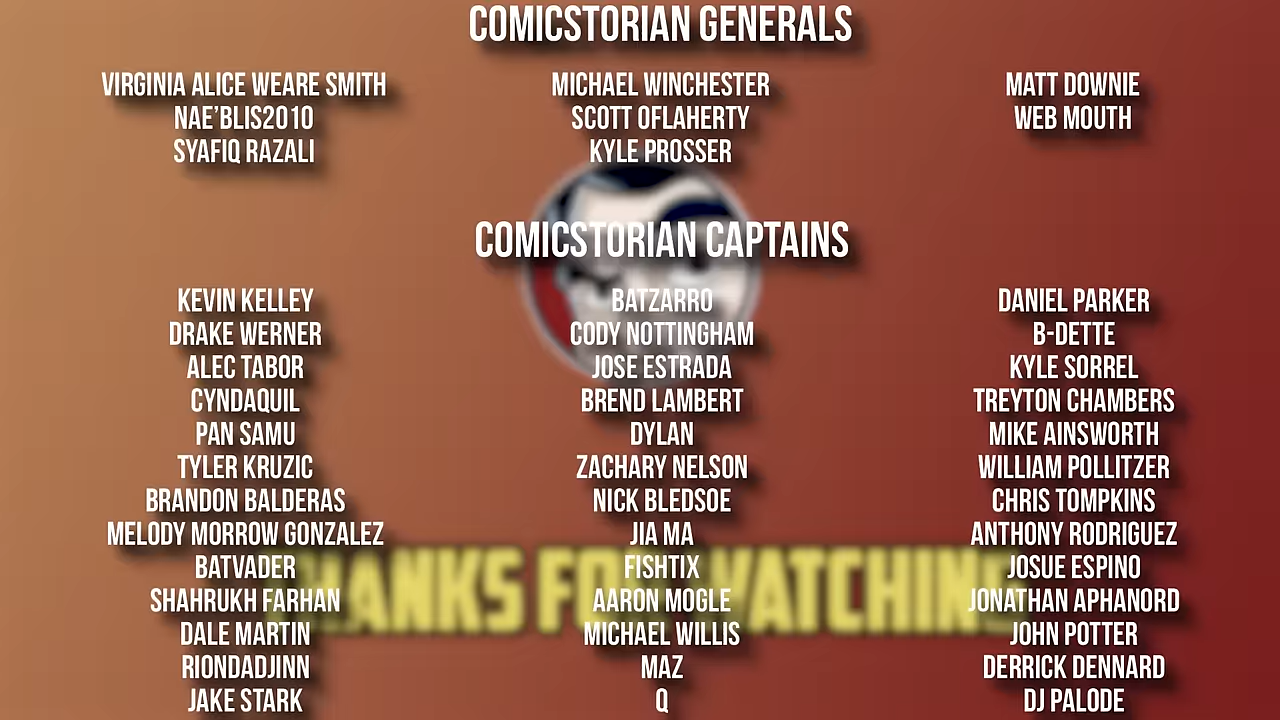 COMICSTORIAN GENERALS
VIRGINIA ALICE WEARE SMITH
NAE'BLIS2010
SYAFIQ RAZALI
MICHAEL WINCHESTER
SCOTT OFLAHERTY
KYLE PROSSER
MATT DOWNIE
WEB MOUTH
COMICSTORIAN CAPTAINS
KEVIN KELLEY
DRAKE WERNER
ALEC TABOR
CYNDAQUIL
PAN SAMU
TYLER KRUZIC
BRANDON BALDERAS
MELODY MORROW GONZALEZ
BATVADER
SHAHRUKH FARHAN
DALE MARTIN
RIONDADJINN
JAKE STARK
BATZARRO
CODY NOTTINGHAM
JOSE ESTRADA
BREND LAMBERT
DYLAN
ZACHARY NELSON
NICK BLEDSOE
JIA MA
FISHTIX
AARON MOGLE
MICHAEL WILLIS
MAZ
Q
DANIEL PARKER
B-DETTE
KYLE SORREL
TREYTON CHAMBERS
MIKE AINSWORTH
WILLIAM POLLITZER
CHRIS TOMPKINS
ANTHONY RODRIGUEZ
JOSUE ESPINO
JONATHAN APHANORD
JOHN POTTER
DERRICK DENNARD
DJ PALODE
THANKS FOR WATCHING